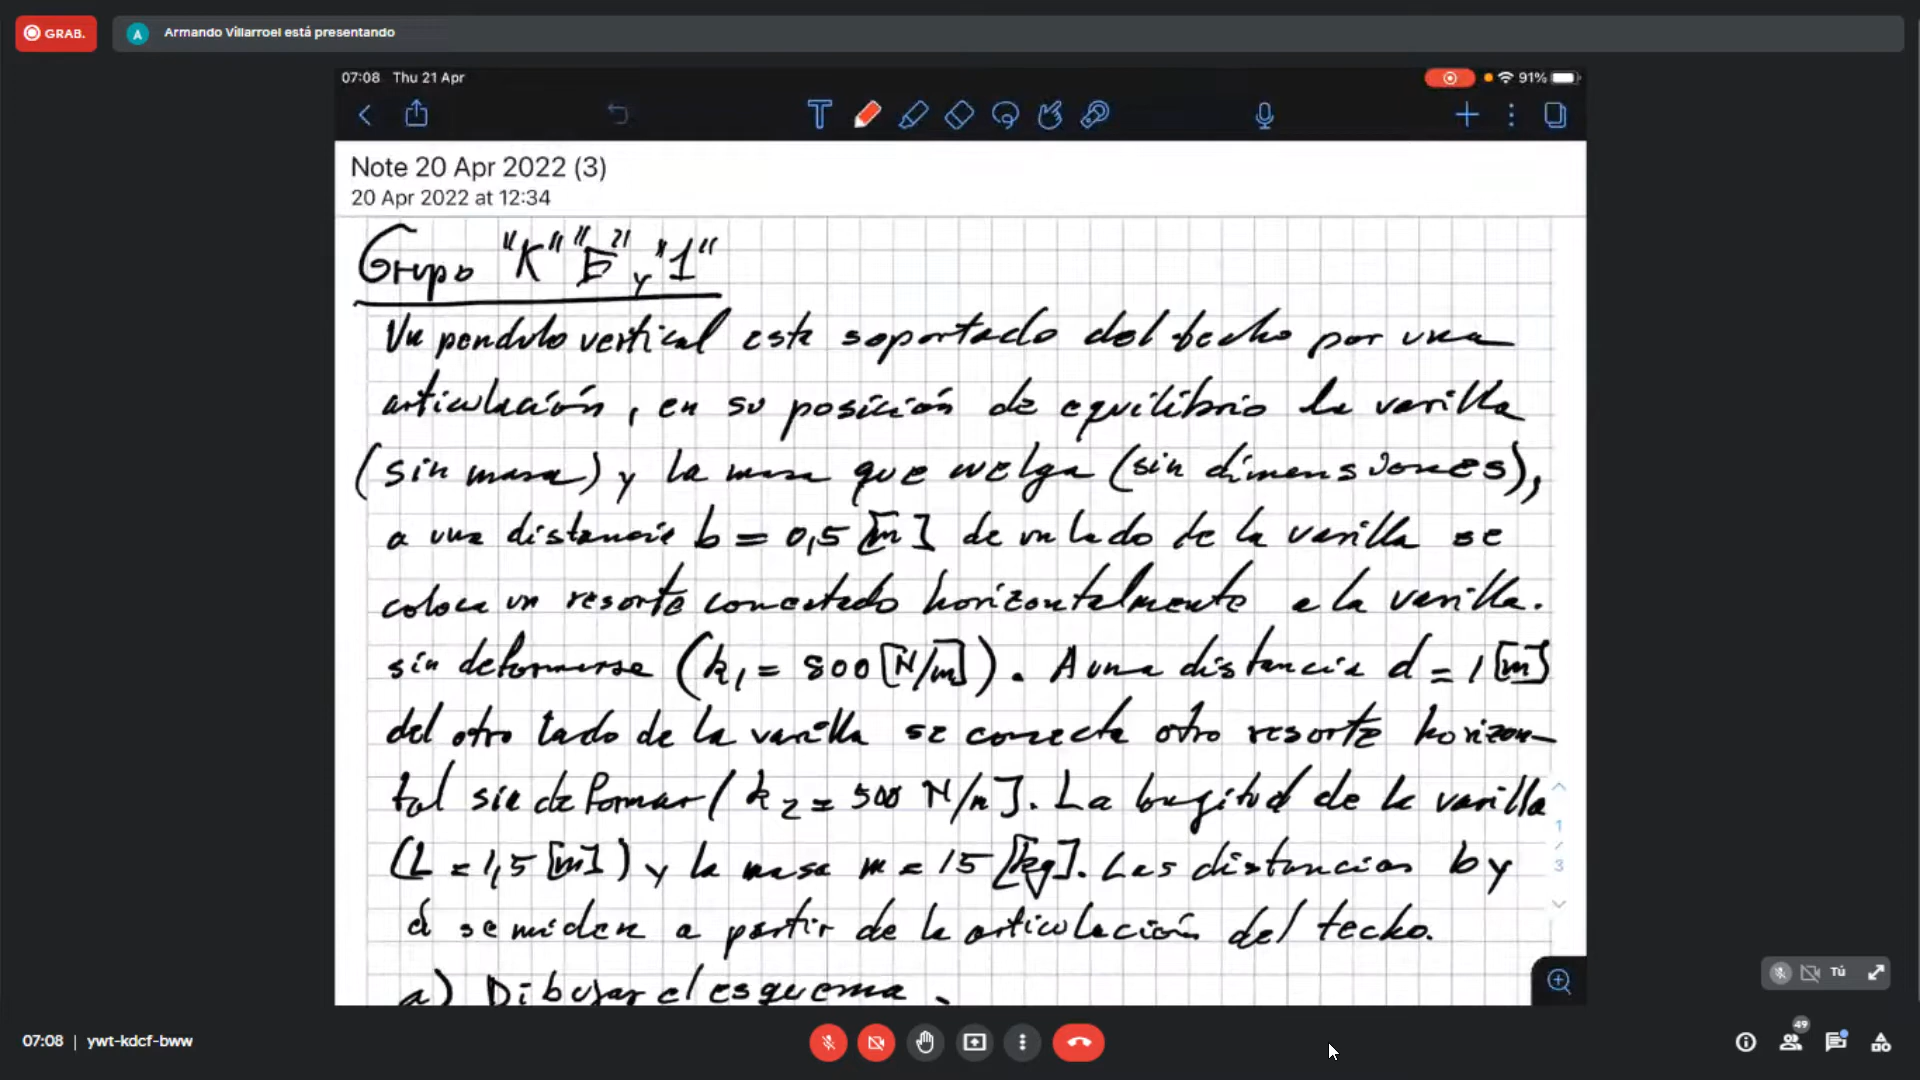 GRAB.
A Armando Villarroel está presentando
07:08 Thu 21 Apr
91%
Note 20 Apr 2022 (3)
20 Apr 2022 at 12:34
Grupo "K" "B" y "1"
Un pendulo vertical esta soportado del techo por una
articulación, en su posición de equilibrio la varilla
(sin masa) y la masa que cuelga (sin dimensiones),
a una distancia b = 0,5 [m] de un lado de la varilla se
coloca un resorte conectado horizontalmente a la varilla.
sin deformarse (k1 = 800 [N/m]). A una distancia d = 1 [m]
del otro lado de la varilla se conecta otro resorte horizon-
tal sin deformar (k2 = 500 N/m]. La longitud de la varilla
(L = 1,5 [m]) y la masa m = 15 [kg]. Las distancias b y
d se miden a partir de la articulación del techo.
a) Dibujar el esquema.
1
/
3
Tú
07:08 | ywt-kdcf-bww
49